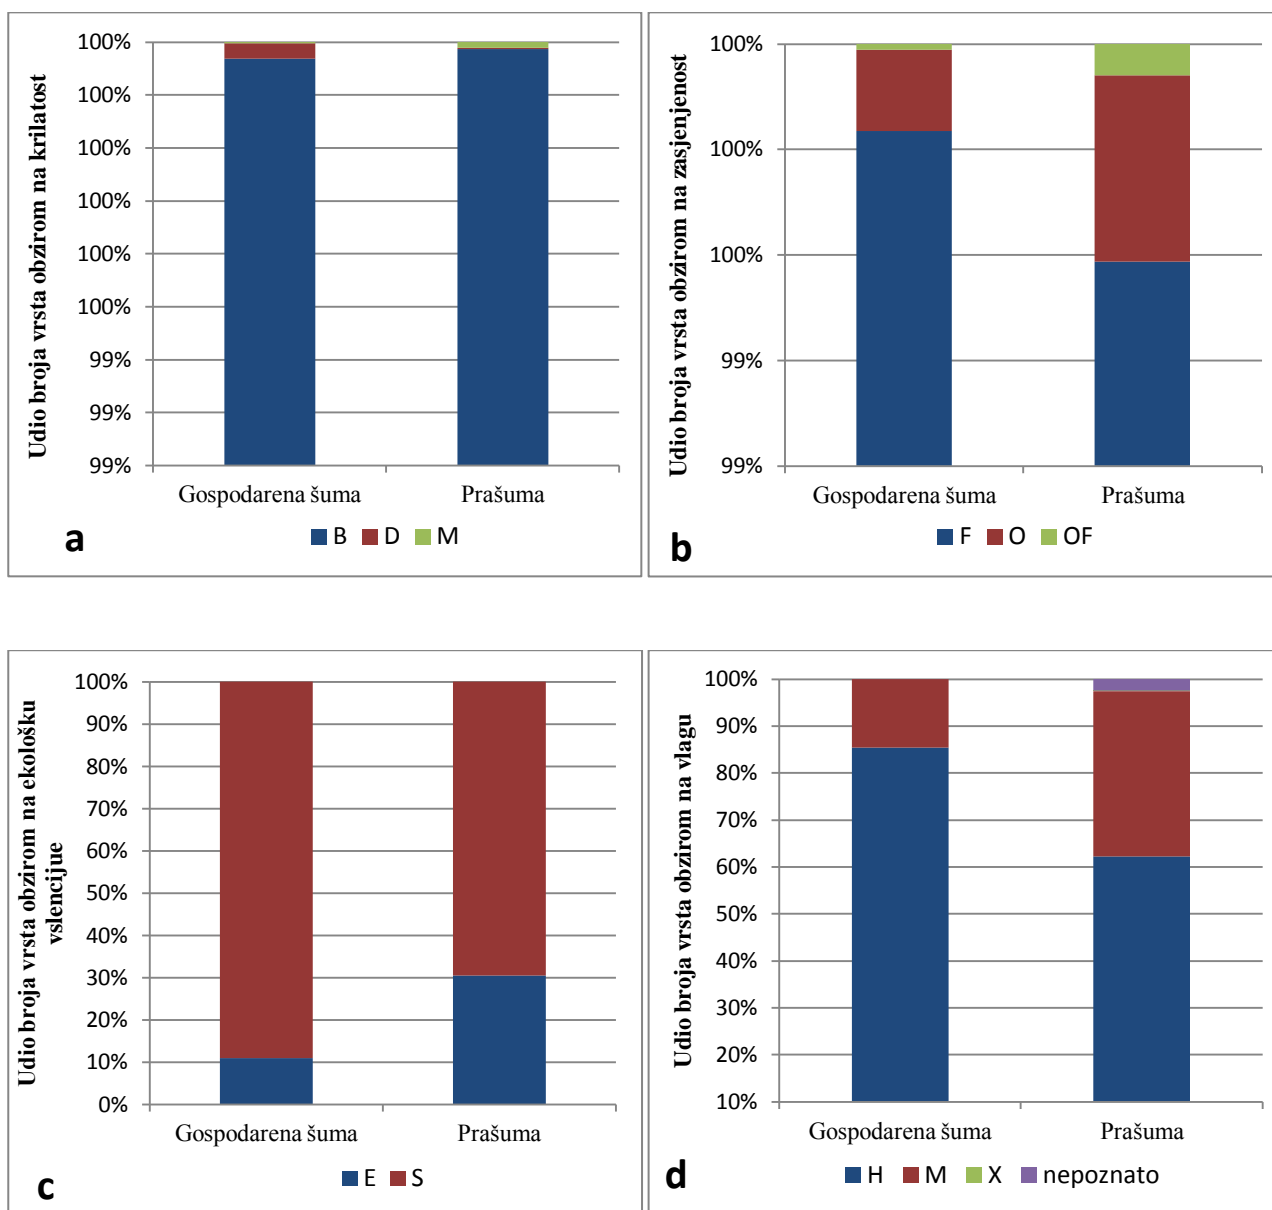 Udio broja vrsta obzirom na krilatost
100%
100%
100%
100%
100%
100%
99%
99%
99%
Gospodarena šuma Prašuma
B D M
a
Udio broja vrsta obzirom na zasjenjenost
100%
100%
100%
99%
99%
Gospodarena šuma Prašuma
F O OF
b
Udio broja vrsta obzirom na ekološku
vslencijue
100%
90%
80%
70%
60%
50%
40%
30%
20%
10%
0%
Gospodarena šuma Prašuma
E S
c
Udio broja vrsta obzirom na vlagu
100%
90%
80%
70%
60%
50%
40%
30%
20%
10%
Gospodarena šuma Prašuma
H M X nepoznato
d